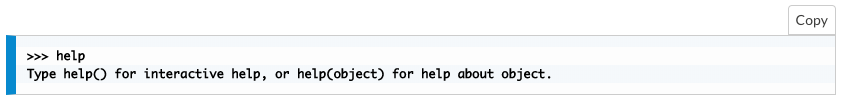 Copy
>>> help
Type help() for interactive help, or help(object) for help about object.